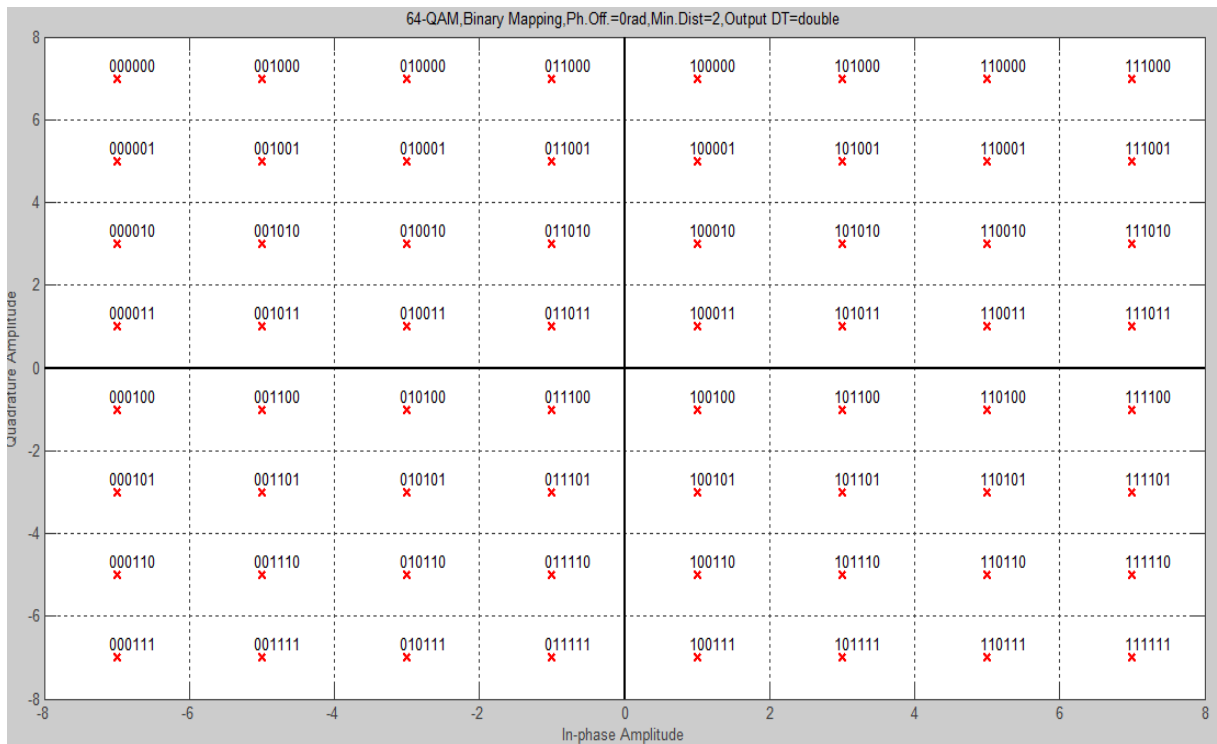 64-QAM,Binary Mapping,Ph.Off.=0rad,Min.Dist=2,Output DT=double
8
000000 001000 010000 011000 100000 101000 110000 111000
6
000001 001001 010001 011001 100001 101001 110001 111001
4
000010 001010 010010 011010 100010 101010 110010 111010
2
000011 001011 010011 011011 100011 101011 110011 111011
Quadrature Amplitude
0
000100 001100 010100 011100 100100 101100 110100 111100
-2
000101 001101 010101 011101 100101 101101 110101 111101
-4
000110 001110 010110 011110 100110 101110 110110 111110
-6
000111 001111 010111 011111 100111 101111 110111 111111
-8
-8 -6 -4 -2 0 2 4 6 8
In-phase Amplitude